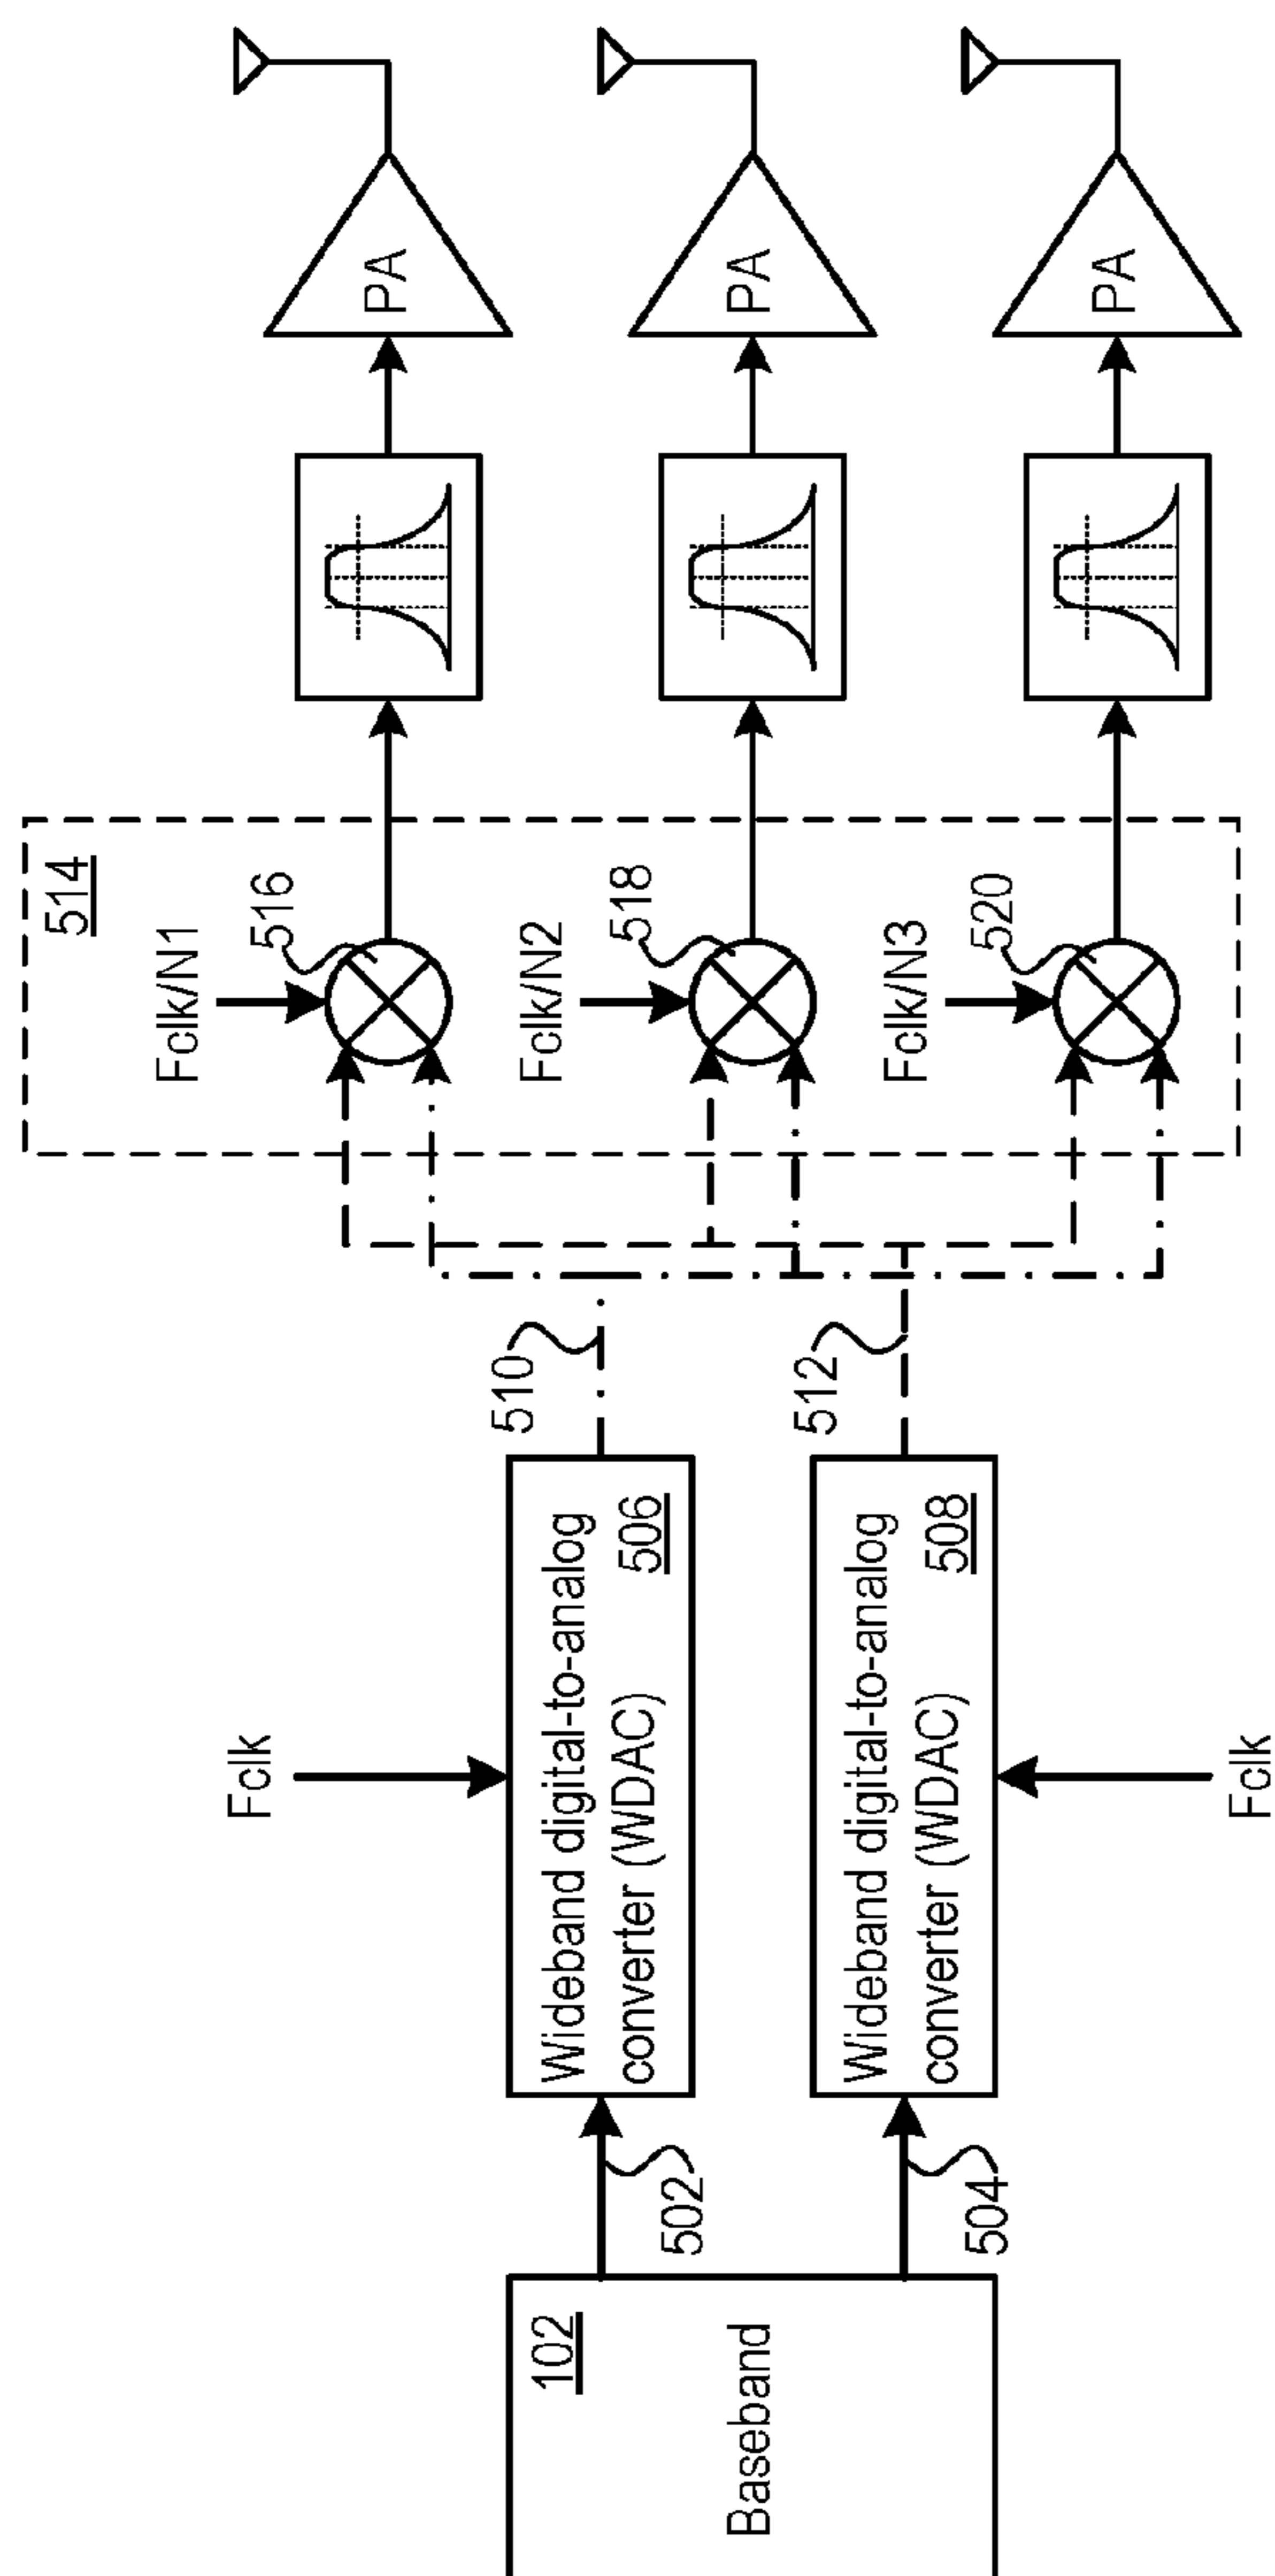 102
Baseband
502
504
Fclk
Wideband digital-to-analog
converter (WDAC)
506
Wideband digital-to-analog
converter (WDAC)
508
Fclk
510
512
514
Fclk/N1
516
Fclk/N2
518
Fclk/N3
520
PA
PA
PA